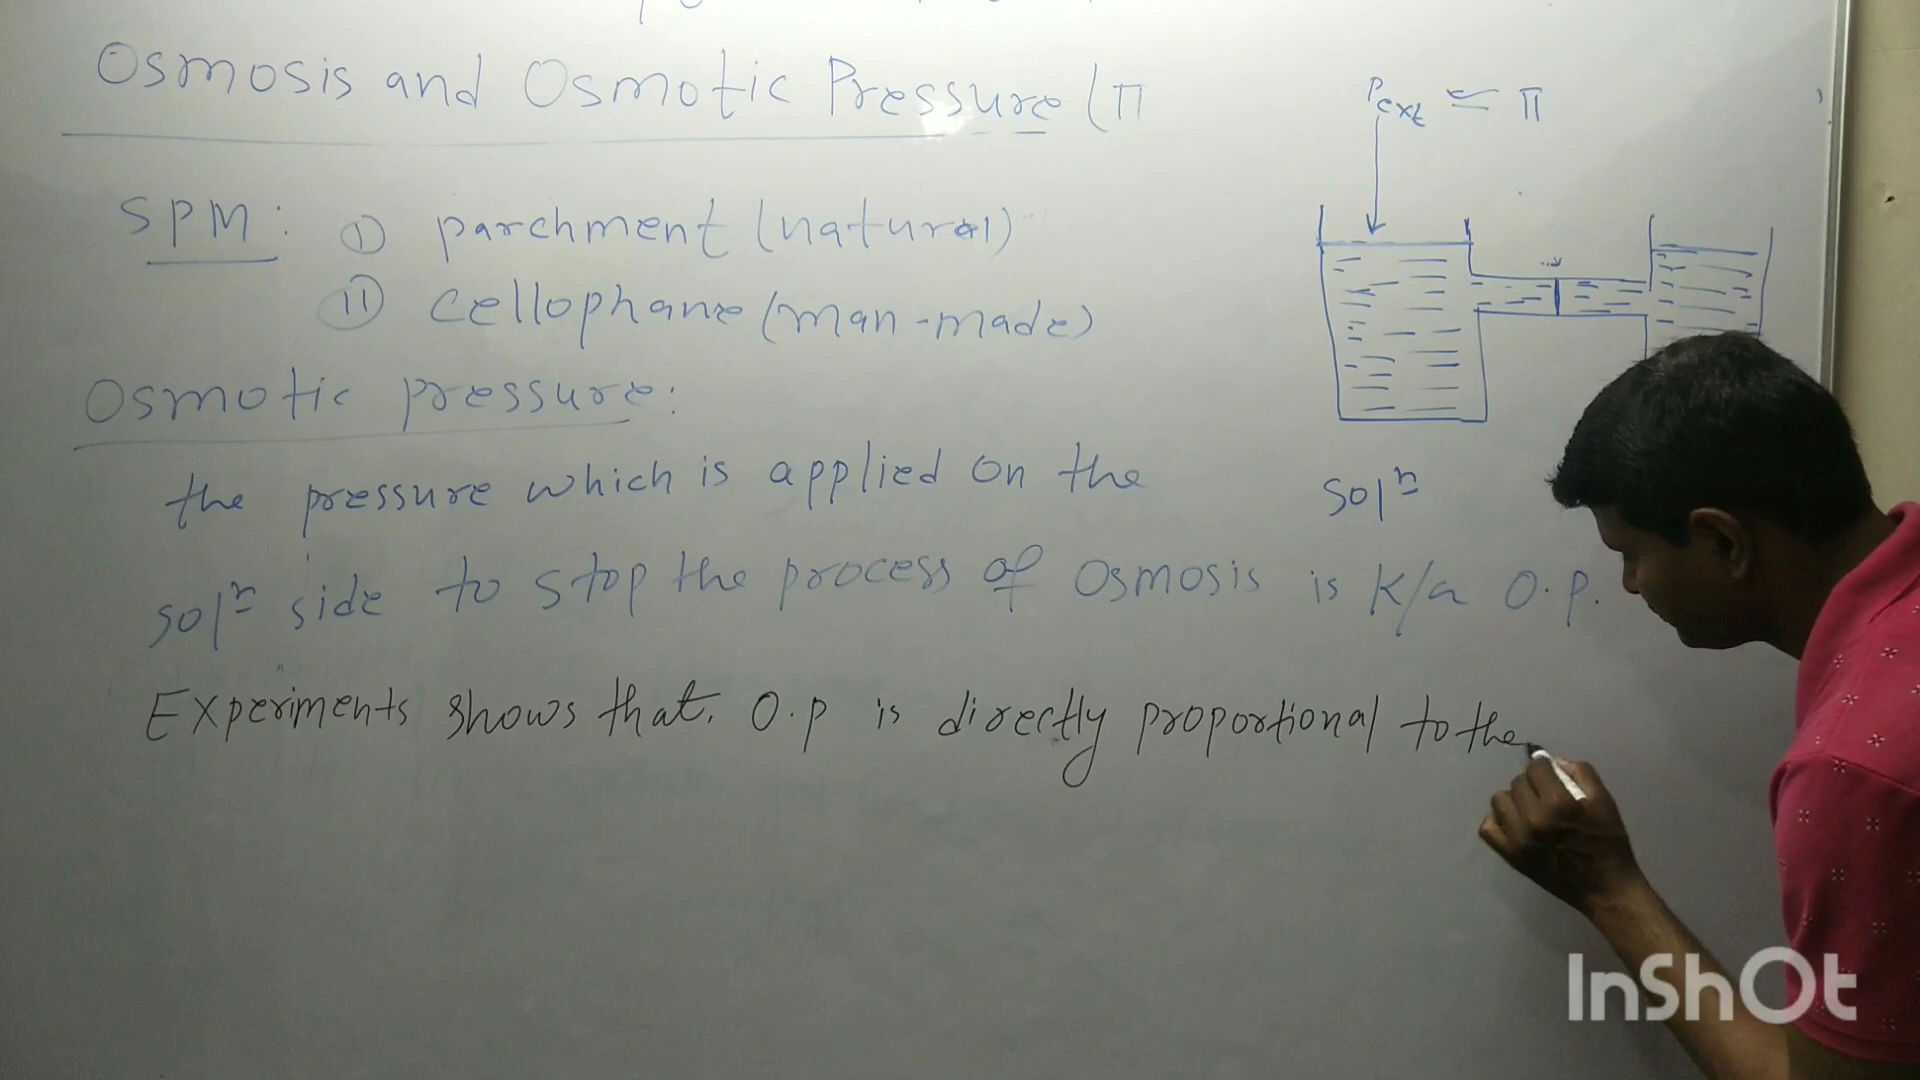 Osmosis and Osmotic Pressure (π
Pext = π
SPM: (i) parchment (natural)
(ii) cellophane (man-made)
Osmotic pressure:
the pressure which is applied on the
solⁿ
solⁿ side to stop the process of osmosis is k/a O.P.
Experiments shows that, O.P is directly proportional to the
InShOt